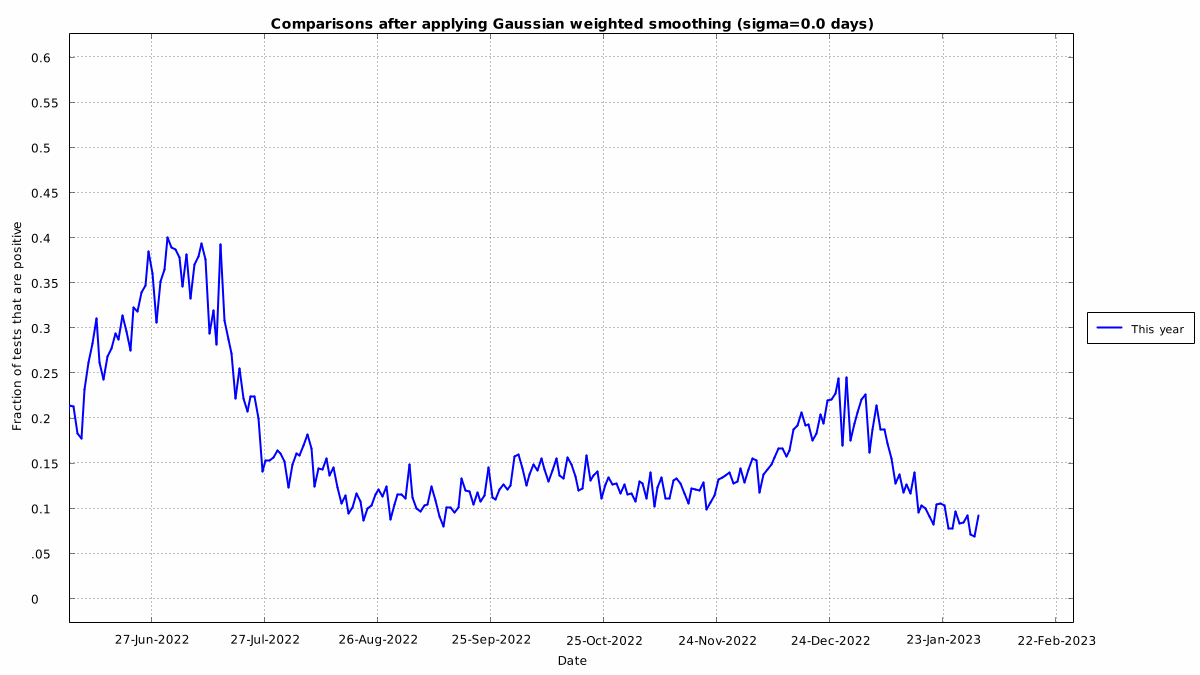 Comparisons after applying Gaussian weighted smoothing (sigma=0.0 days)
0.6
0.55
0.5
0.45
0.4
0.35
0.3
0.25
0.2
0.15
0.1
.05
0
Fraction of tests that are positive
This year
27-Jun-2022 27-Jul-2022 26-Aug-2022 25-Sep-2022 25-Oct-2022 24-Nov-2022 24-Dec-2022 23-Jan-2023 22-Feb-2023
Date